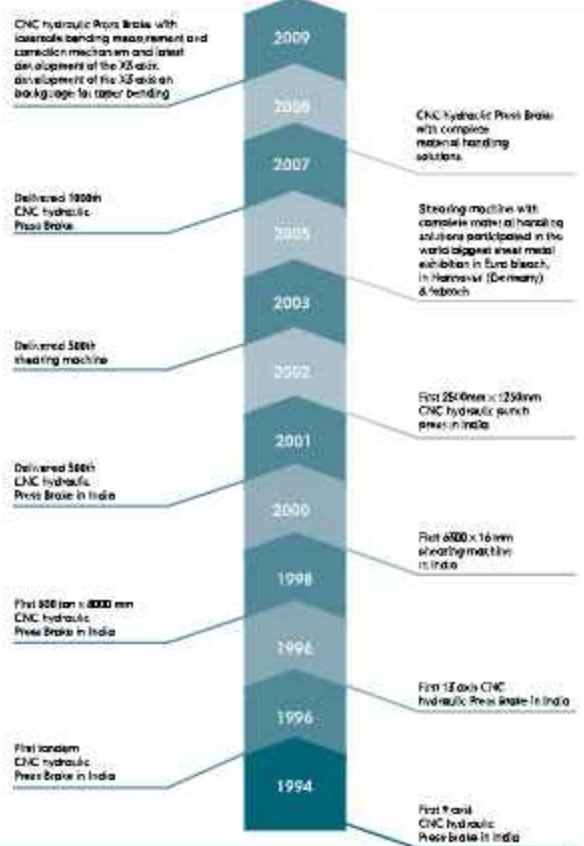 CNC hydraulic Press Brake with
lasersafe bending measurement and
correction mechanism and latest
development of the X5 axis.
development of the X5 axis on
backguage for taper bending
2009
2008
CNC hydraulic Press Brake
with complete
material handling
solutions
2007
Delivered 1000th
CNC hydraulic
Press Brake
2005
Shearing machine with
complete material handling
solutions participated in the
world biggest sheet metal
exhibition in Euro bleach,
in Hannover (Germany)
2003
Delivered 500th
shearing machine
2002
First 2540mm x 1250mm
CNC hydraulic punch
press in India
2001
Delivered 500th
CNC hydraulic
Press Brake in India
2000
First 6500 x 16 mm
shearing machine
in India
1998
First 800 ton x 8000 mm
CNC hydraulic
Press Brake in India
1996
First 13 axis CNC
hydraulic Press Brake in India
1996
First tandem
CNC hydraulic
Press Brake in India
1994
First 9 axis
CNC hydraulic
Press brake in India